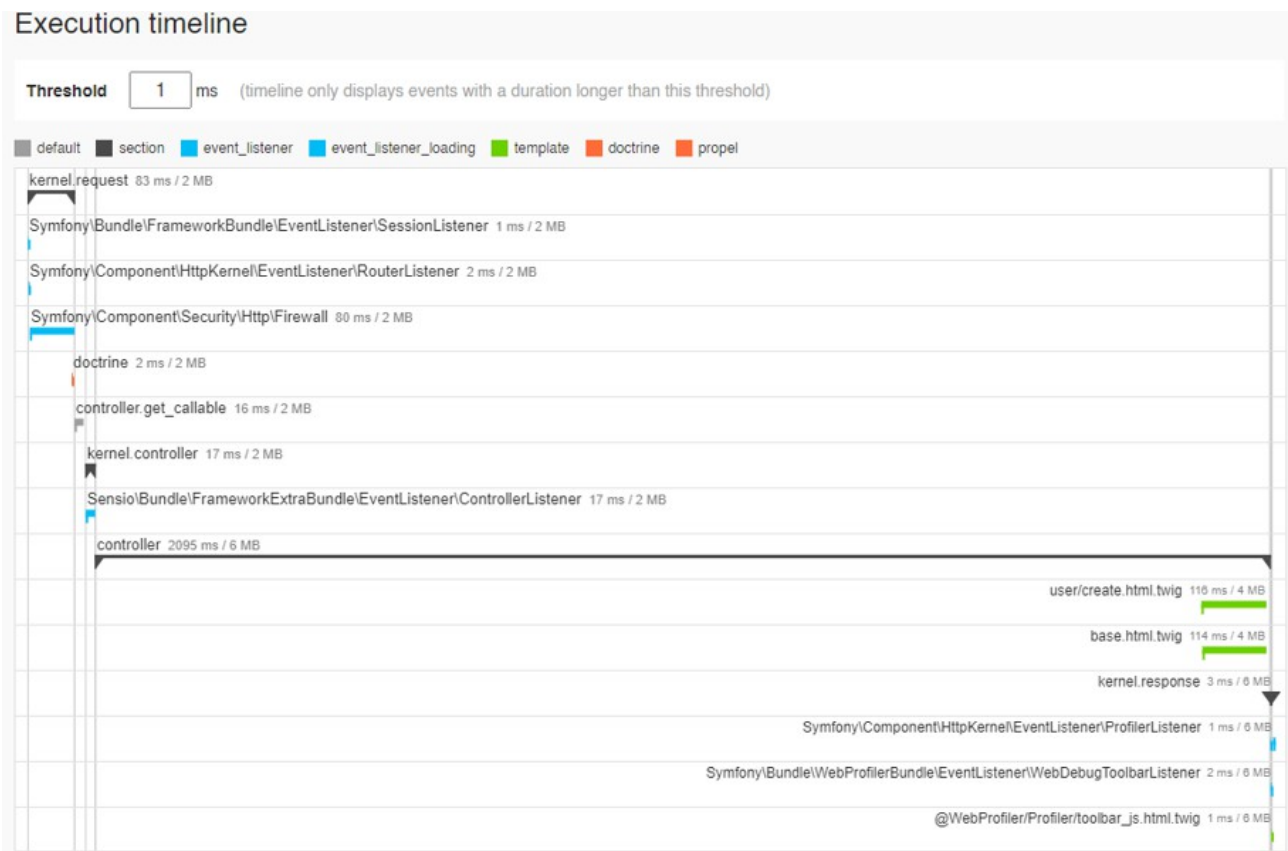 Execution timeline
Threshold 1 ms (timeline only displays events with a duration longer than this threshold)
default section event_listener event_listener_loading template doctrine propel
kernel.request 83 ms / 2 MB
Symfony\Bundle\FrameworkBundle\EventListener\SessionListener 1 ms / 2 MB
Symfony\Component\HttpKernel\EventListener\RouterListener 2 ms / 2 MB
Symfony\Component\Security\Http\Firewall 80 ms / 2 MB
doctrine 2 ms / 2 MB
controller.get_callable 16 ms / 2 MB
kernel.controller 17 ms / 2 MB
Sensio\Bundle\FrameworkExtraBundle\EventListener\ControllerListener 17 ms / 2 MB
controller 2095 ms / 6 MB
user/create.html.twig 116 ms / 4 MB
base.html.twig 114 ms / 4 MB
kernel.response 3 ms / 6 MB
Symfony\Component\HttpKernel\EventListener\ProfilerListener 1 ms / 6 MB
Symfony\Bundle\WebProfilerBundle\EventListener\WebDebugToolbarListener 2 ms / 6 MB
@WebProfiler/Profiler/toolbar_js.html.twig 1 ms / 6 MB